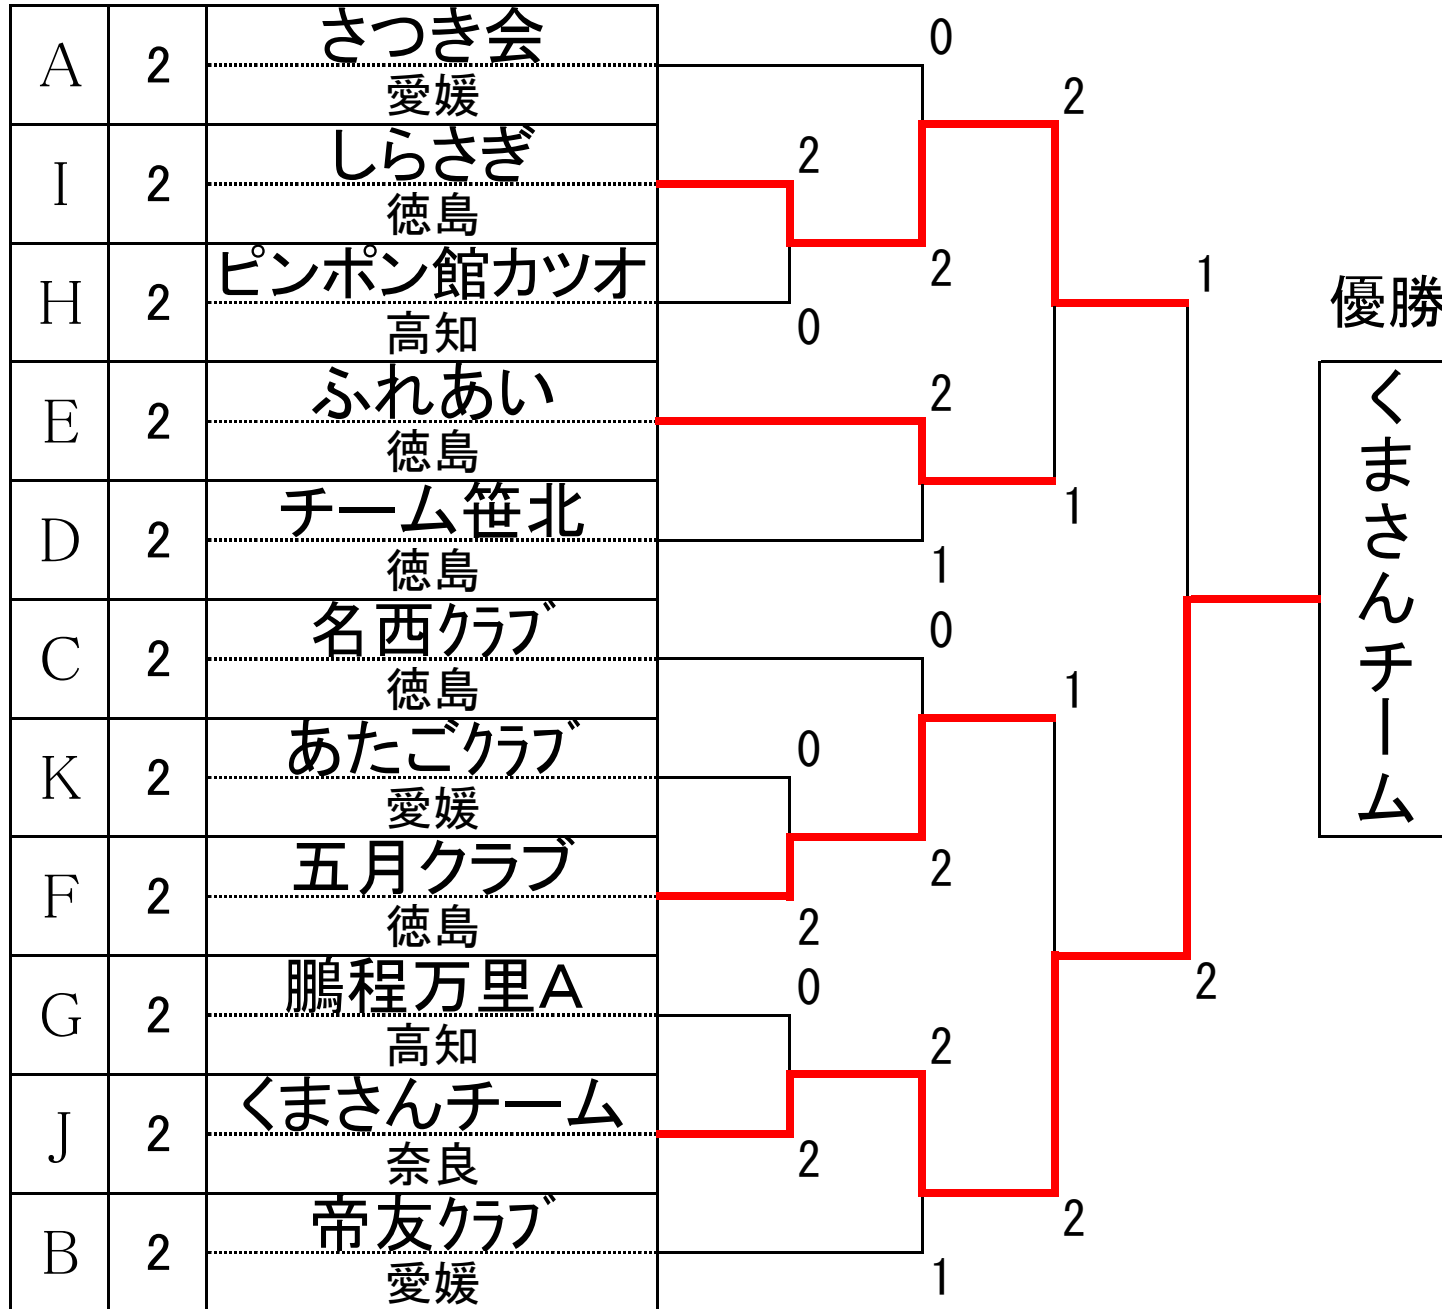 A 2 さつき会 0
愛媛 2
I 2 しらさぎ 2
徳島 2 1
H 2 ピンポン館カツオ 優勝
高知 0
E 2 ふれあい 2
徳島 1
D 2 チーム笹北
徳島 1
C 2 名西ｸﾗﾌﾞ 0
徳島 1
K 2 あたごｸﾗﾌﾞ 0
愛媛
F 2 五月クラブ 2
徳島 2
G 2 鵬程万里A 0 2
高知 2
J 2 くまさんチーム
奈良 2
B 2 帝友ｸﾗﾌﾞ 2
愛媛 1
くまさんチーム